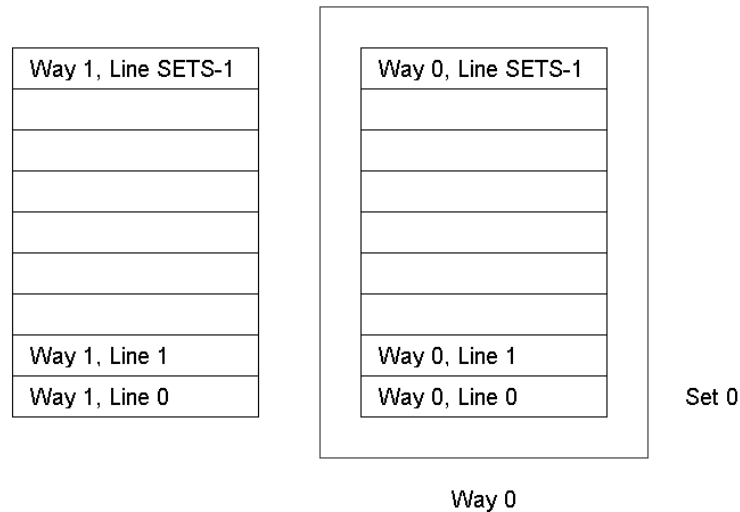 Way 1, Line SETS-1
Way 0, Line SETS-1
Way 1, Line 1
Way 0, Line 1
Way 1, Line 0
Way 0, Line 0
Set 0
Way 0